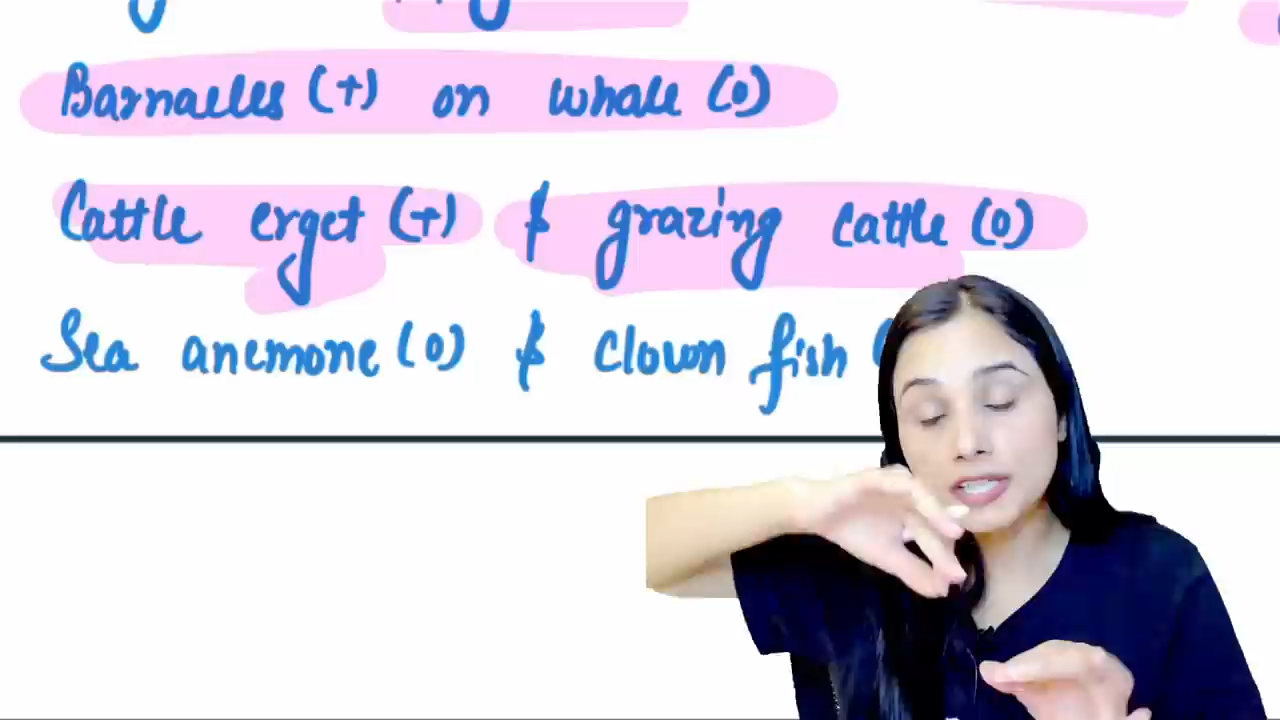 Barnacles (+) on whale (0)
Cattle erget (+) & grazing cattle (0)
Sea anemone (0) & clown fish (